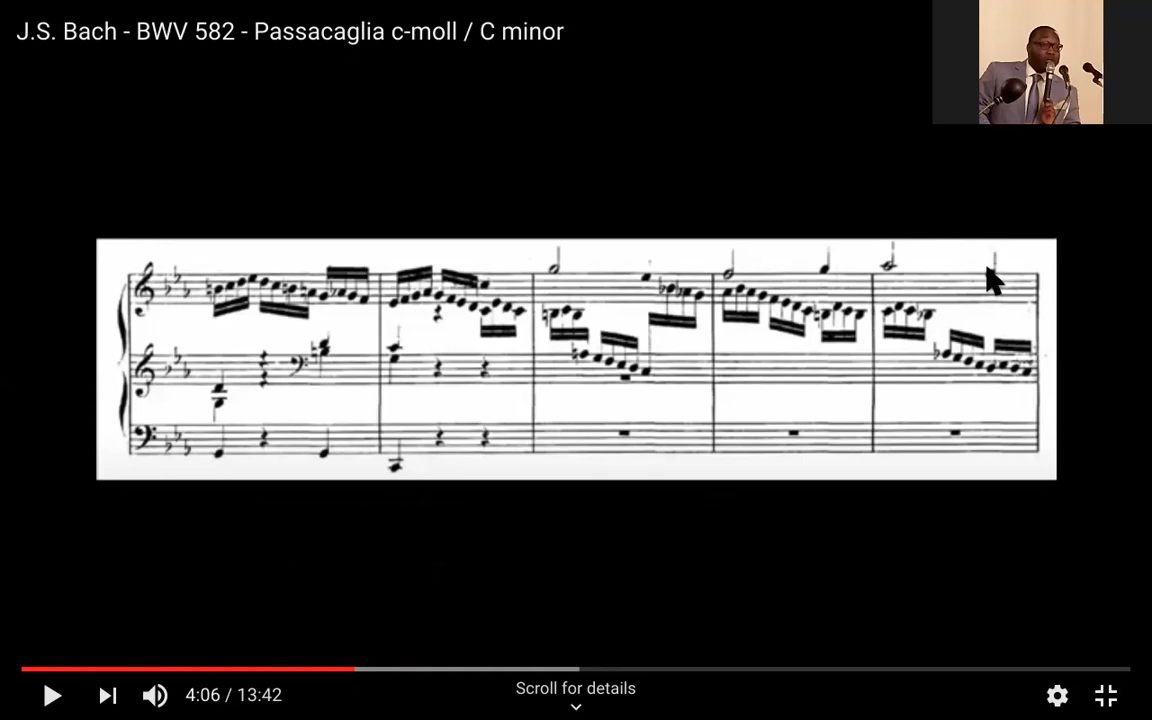 J.S. Bach - BWV 582 - Passacaglia c-moll / C minor
4:06 / 13:42
Scroll for details